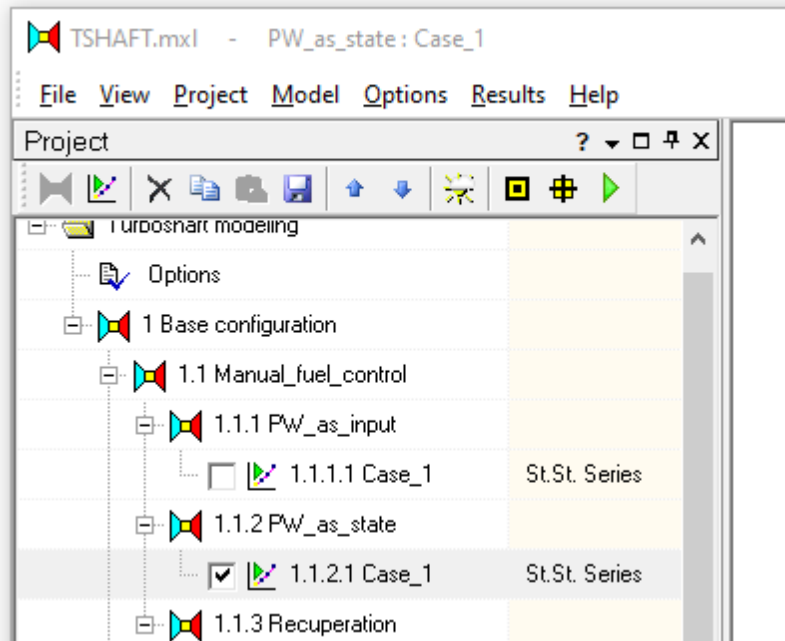 TSHAFT.mxl - PW_as_state : Case_1
File View Project Model Options Results Help
Project
Turboshaft modeling
Options
1 Base configuration
1.1 Manual_fuel_control
1.1.1 PW_as_input
1.1.1.1 Case_1 St.St. Series
1.1.2 PW_as_state
1.1.2.1 Case_1 St.St. Series
1.1.3 Recuperation